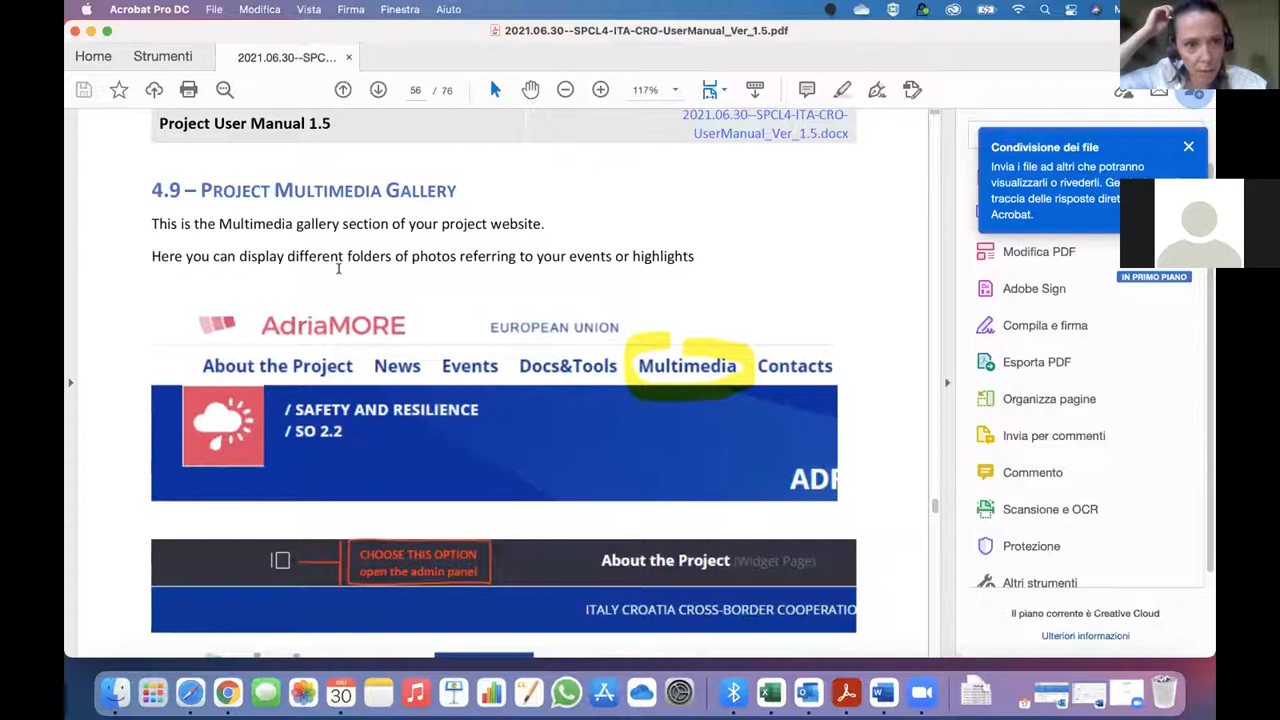 Acrobat Pro DC File Modifica Vista Firma Finestra Aiuto
2021.06.30--SPCL4-ITA-CRO-UserManual_Ver_1.5.pdf
Home Strumenti 2021.06.30--SPC... ×
56 / 76 117%
Project User Manual 1.5
2021.06.30--SPCL4-ITA-CRO-
UserManual_Ver_1.5.docx
4.9 – PROJECT MULTIMEDIA GALLERY
This is the Multimedia gallery section of your project website.
Here you can display different folders of photos referring to your events or highlights
AdriaMORE EUROPEAN UNION
About the Project News Events Docs&Tools Multimedia Contacts
/ SAFETY AND RESILIENCE
/ SO 2.2
CHOOSE THIS OPTION
open the admin panel
About the Project (Widget Page)
ITALY CROATIA CROSS-BORDER COOPERATIO
Condivisione dei file
Invia i file ad altri che potranno
visualizzarli o rivederli. Ge
traccia delle risposte diret
Acrobat.
IN PRIMO PIANO
Modifica PDF
Adobe Sign
Compila e firma
Esporta PDF
Organizza pagine
Invia per commenti
Commento
Scansione e OCR
Protezione
Altri strumenti
Il piano corrente è Creative Cloud
Ulteriori informazioni
GIU
30